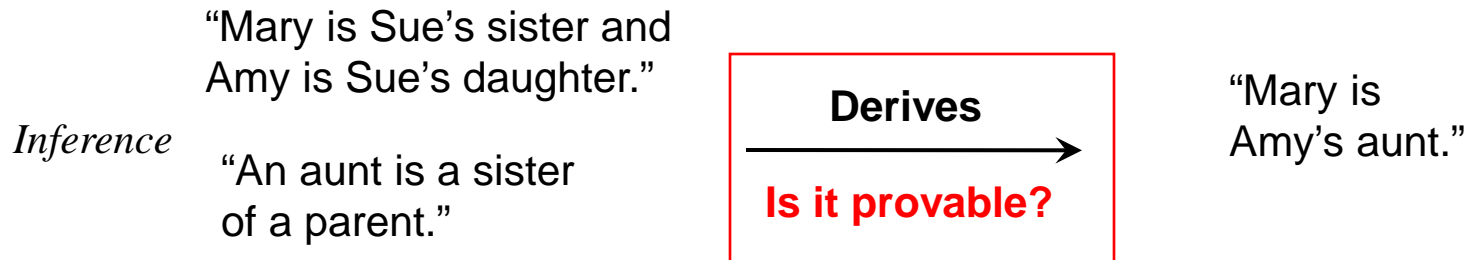 “Mary is Sue’s sister and
Amy is Sue’s daughter.”
Inference
“An aunt is a sister
of a parent.”
Derives
Is it provable?
“Mary is
Amy’s aunt.”